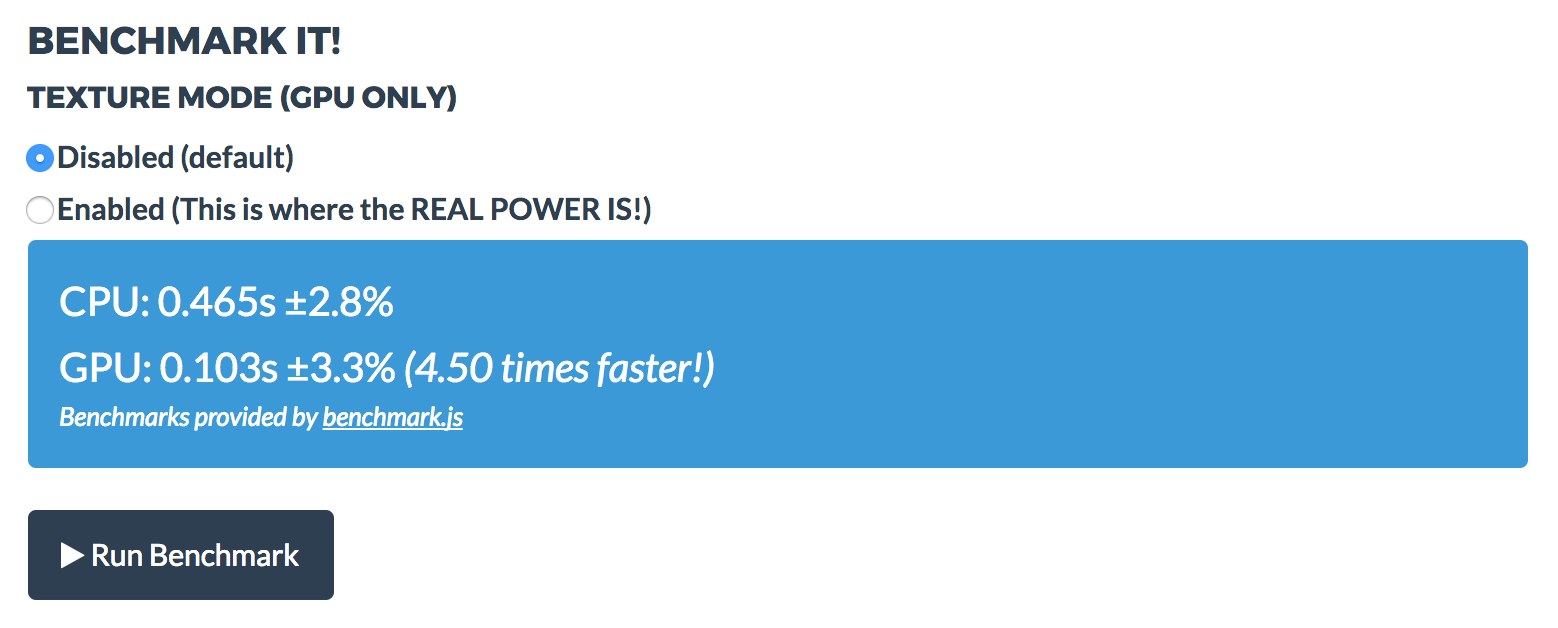 BENCHMARK IT!
TEXTURE MODE (GPU ONLY)
Disabled (default)
Enabled (This is where the REAL POWER IS!)
CPU: 0.465s ±2.8%
GPU: 0.103s ±3.3% (4.50 times faster!)
Benchmarks provided by benchmark.js
Run Benchmark